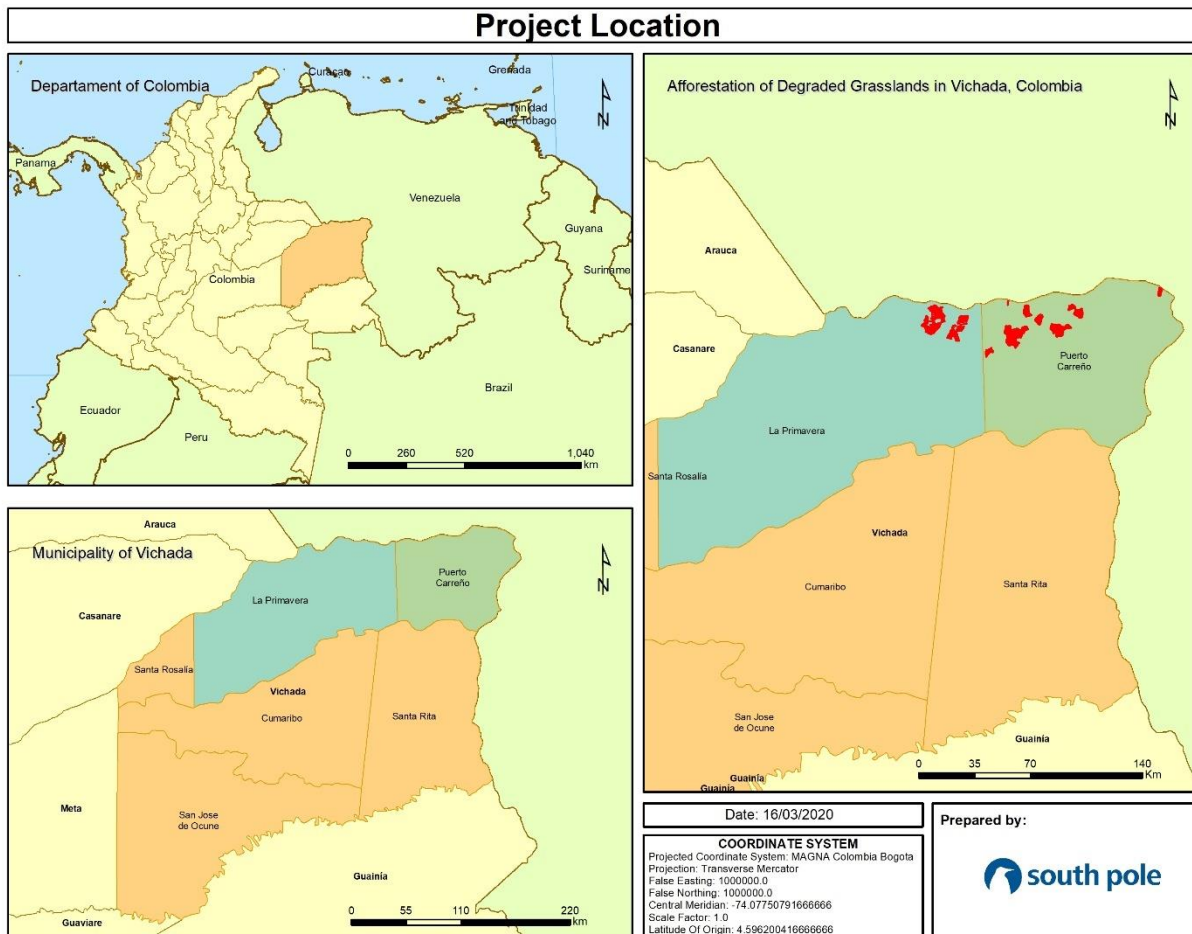 Project Location
Departament of Colombia
Curaçao
Grenada
N
Trinidad
and Tobago
Panama
Venezuela
Guyana
Suriname
Colombia
Ecuador
Peru
Brazil
0 260 520 1,040
km
Municipality of Vichada
N
Arauca
Puerto
Carreño
La Primavera
Casanare
Santa Rosalía
Vichada
Cumaribo
Santa Rita
Meta
San Jose
de Ocune
Guainía
Guaviare
0 55 110 220
km
Afforestation of Degraded Grasslands in Vichada, Colombia
N
Arauca
Casanare
Puerto
Carreño
La Primavera
Santa Rosalía
Vichada
Cumaribo
Santa Rita
San Jose
de Ocune
Guainía
Guainía
Guainía
0 35 70 140
Km
Date: 16/03/2020
COORDINATE SYSTEM
Projected Coordinate System: MAGNA Colombia Bogota
Projection: Transverse Mercator
False Easting: 1000000.0
False Northing: 1000000.0
Central Meridian: -74.07750791666666
Scale Factor: 1.0
Latitude Of Origin: 4.596200416666666
Prepared by:
south pole